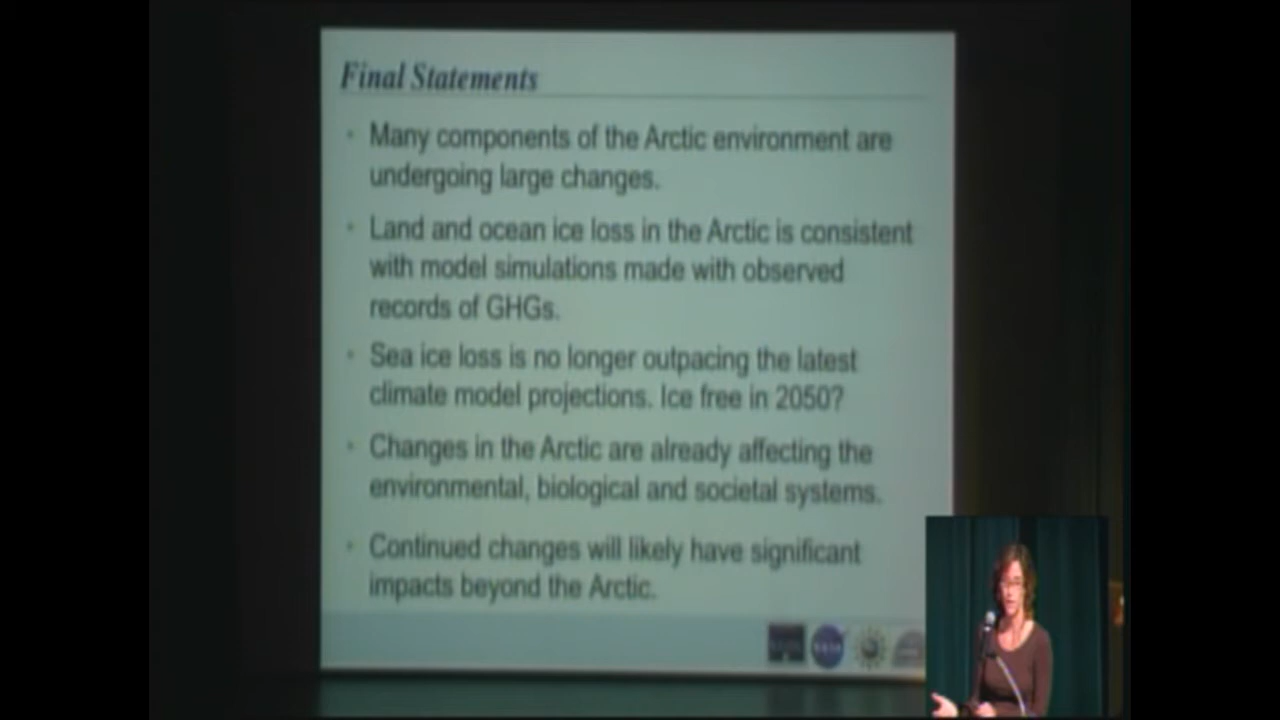 Final Statements
• Many components of the Arctic environment are
undergoing large changes.
• Land and ocean ice loss in the Arctic is consistent
with model simulations made with observed
records of GHGs.
• Sea ice loss is no longer outpacing the latest
climate model projections. Ice free in 2050?
• Changes in the Arctic are already affecting the
environmental, biological and societal systems.
• Continued changes will likely have significant
impacts beyond the Arctic.
NASA